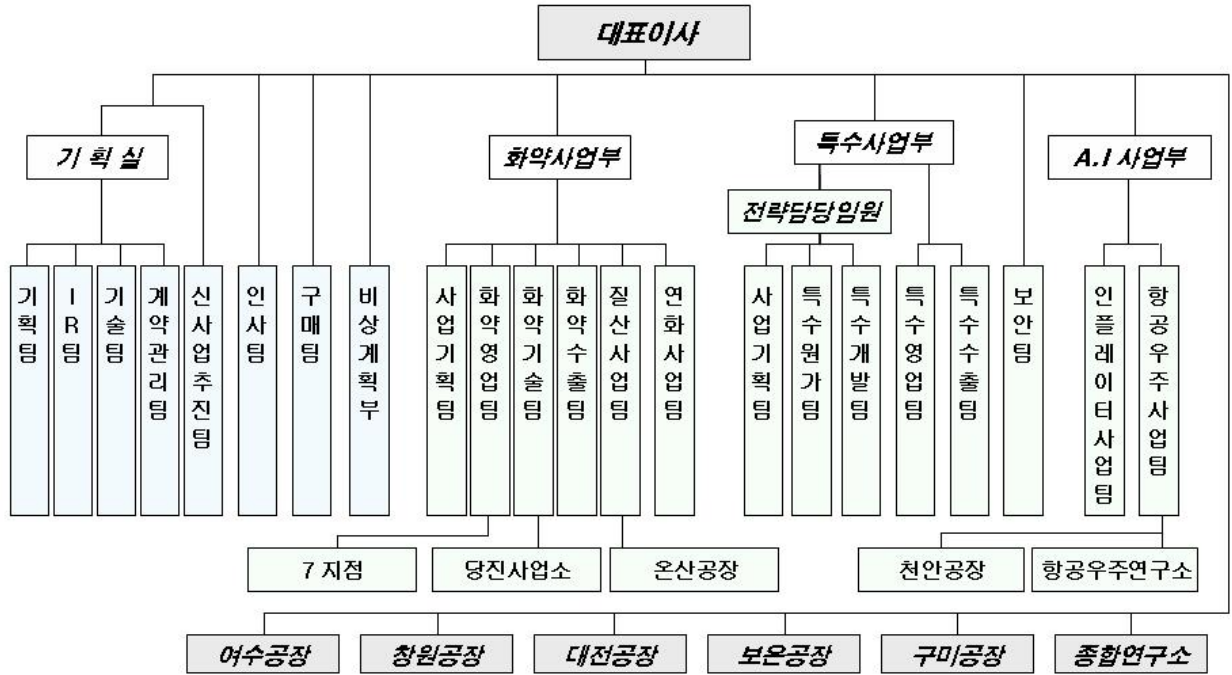 대표이사
기 획 실
화약사업부
특수사업부
A.I 사업부
전략담당임원
기획팀
IR팀
기술팀
계약관리팀
신사업추진팀
인사팀
구매팀
비상계획부
사업기획팀
화약영업팀
화약기술팀
화약수출팀
질산사업팀
연화사업팀
사업기획팀
특수원가팀
특수개발팀
특수영업팀
특수수출팀
보안팀
인플레이터사업팀
항공우주사업팀
7 지점
당진사업소
온산공장
천안공장
항공우주연구소
여수공장
창원공장
대전공장
보은공장
구미공장
종합연구소